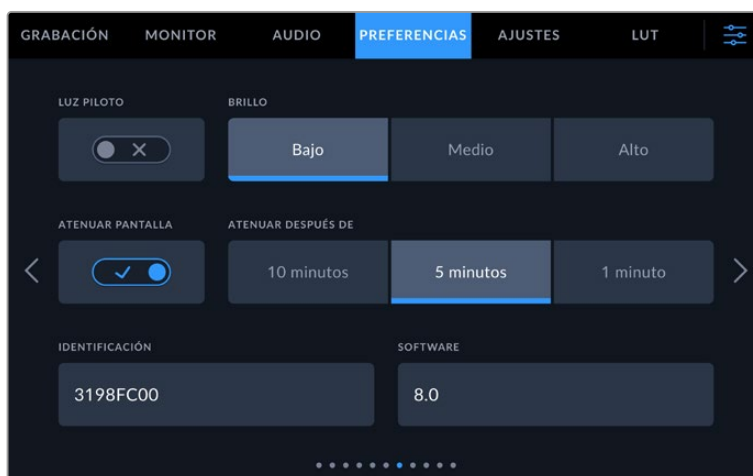 GRABACIÓN MONITOR AUDIO PREFERENCIAS AJUSTES LUT
LUZ PILOTO BRILLO
Bajo Medio Alto
ATENUAR PANTALLA ATENUAR DESPUÉS DE
10 minutos 5 minutos 1 minuto
IDENTIFICACIÓN SOFTWARE
3198FC00 8.0